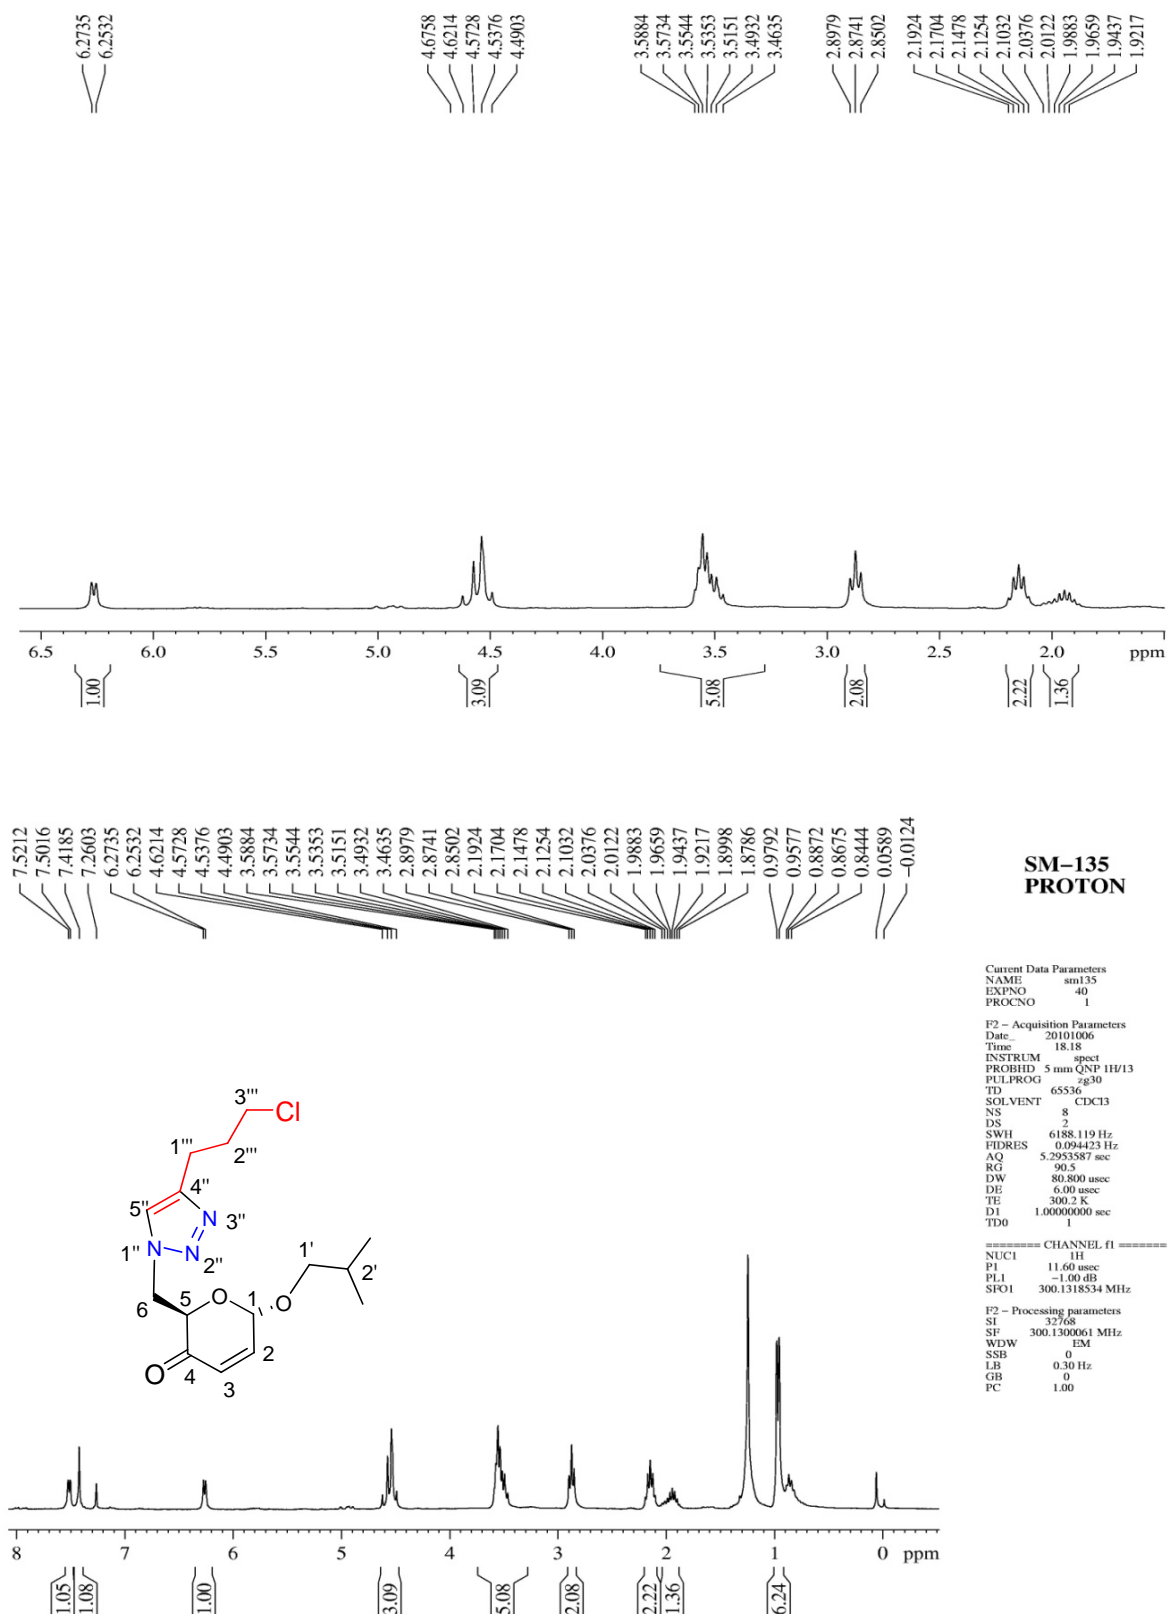 6.2735
6.2532
4.6758
4.6214
4.5728
4.5376
4.4903
3.5884
3.5734
3.5544
3.5353
3.5151
3.4932
3.4635
2.8979
2.8741
2.8502
2.1924
2.1704
2.1478
2.1254
2.1032
2.0376
2.0122
1.9883
1.9659
1.9437
1.9217
6.5 6.0 5.5 5.0 4.5 4.0 3.5 3.0 2.5 2.0 ppm
1.00 3.09 5.08 2.08 2.22 1.36
7.5212
7.5016
7.4185
7.2603
6.2735
6.2532
4.6214
4.5728
4.5376
4.4903
3.5884
3.5734
3.5544
3.5353
3.5151
3.4932
3.4635
2.8979
2.8741
2.8502
2.1924
2.1704
2.1478
2.1254
2.1032
2.0376
2.0122
1.9883
1.9659
1.9437
1.9217
1.8998
1.8786
0.9792
0.9577
0.8872
0.8675
0.8444
0.0589
−0.0124
SM−135
PROTON
Current Data Parameters
NAME sm135
EXPNO 40
PROCNO 1
F2 − Acquisition Parameters
Date_ 20101006
Time 18.18
INSTRUM spect
PROBHD 5 mm QNP 1H/13
PULPROG zg30
TD 65536
SOLVENT CDCl3
NS 8
DS 2
SWH 6188.119 Hz
FIDRES 0.094423 Hz
AQ 5.2953587 sec
RG 90.5
DW 80.800 usec
DE 6.00 usec
TE 300.2 K
D1 1.00000000 sec
TD0 1
======== CHANNEL f1 ========
NUC1 1H
P1 11.60 usec
PL1 −1.00 dB
SFO1 300.1318534 MHz
F2 − Processing parameters
SI 32768
SF 300.1300061 MHz
WDW EM
SSB 0
LB 0.30 Hz
GB 0
PC 1.00
3''' Cl
1'''
2'''
4''
5''
N 3''
1'' N N 2''
1'
2'
6 5 O 1 O
2
O 4 3
8 7 6 5 4 3 2 1 0 ppm
1.05 1.08 1.00 3.09 5.08 2.08 2.22 1.36 6.24